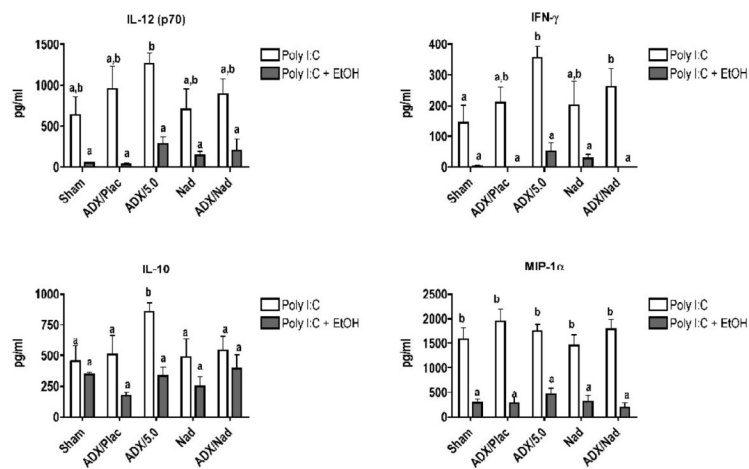 IL-12 (p70)
1500
1000
500
0
pg/ml
a,b
a
a,b
a
b
a
a,b
a
a,b
a
Sham
ADX/Plac
ADX/5.0
Nad
ADX/Nad
Poly I:C
Poly I:C + EtOH
IFN-γ
400
300
200
100
0
pg/ml
a
a
a,b
a
b
a
a,b
a
b
a
Sham
ADX/Plac
ADX/5.0
Nad
ADX/Nad
Poly I:C
Poly I:C + EtOH
IL-10
1000
750
500
250
0
pg/ml
a
a
a
a
b
a
a
a
a
a
Sham
ADX/Plac
ADX/5.0
Nad
ADX/Nad
Poly I:C
Poly I:C + EtOH
MIP-1α
2500
2000
1500
1000
500
0
pg/ml
b
a
b
a
b
a
b
a
b
a
Sham
ADX/Plac
ADX/5.0
Nad
ADX/Nad
Poly I:C
Poly I:C + EtOH